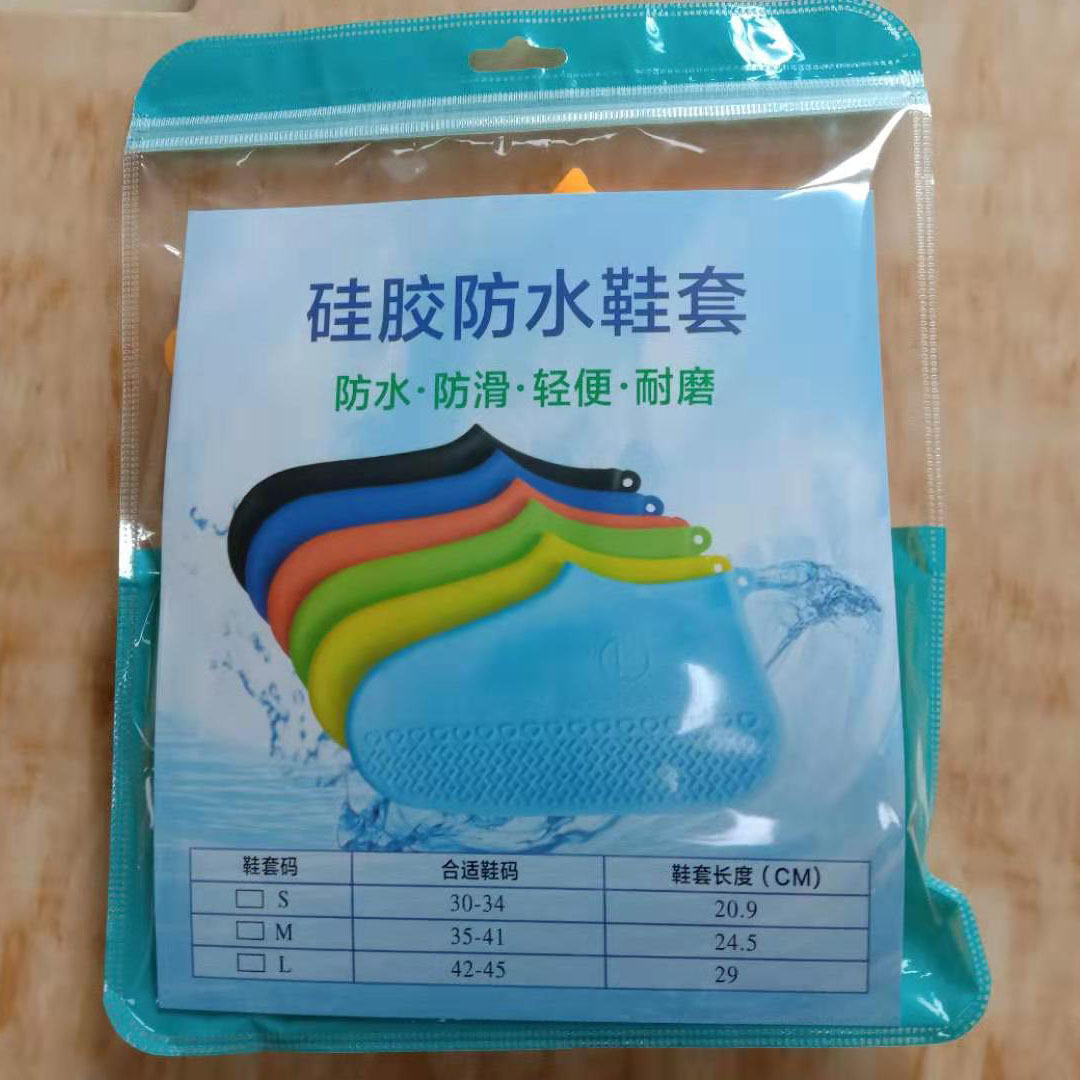 硅胶防水鞋套
防水·防滑·轻便·耐磨
鞋套码 合适鞋码 鞋套长度(CM)
S 30-34 20.9
M 35-41 24.5
L 42-45 29